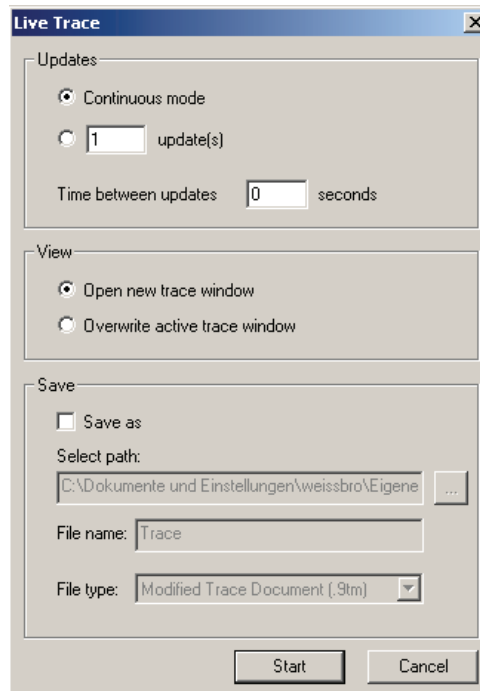 Live Trace
Updates
Continuous mode
1 update(s)
Time between updates 0 seconds
View
Open new trace window
Overwrite active trace window
Save
Save as
Select path:
C:\Dokumente und Einstellungen\weissbro\Eigene ...
File name: Trace
File type: Modified Trace Document (.9tm)
Start Cancel